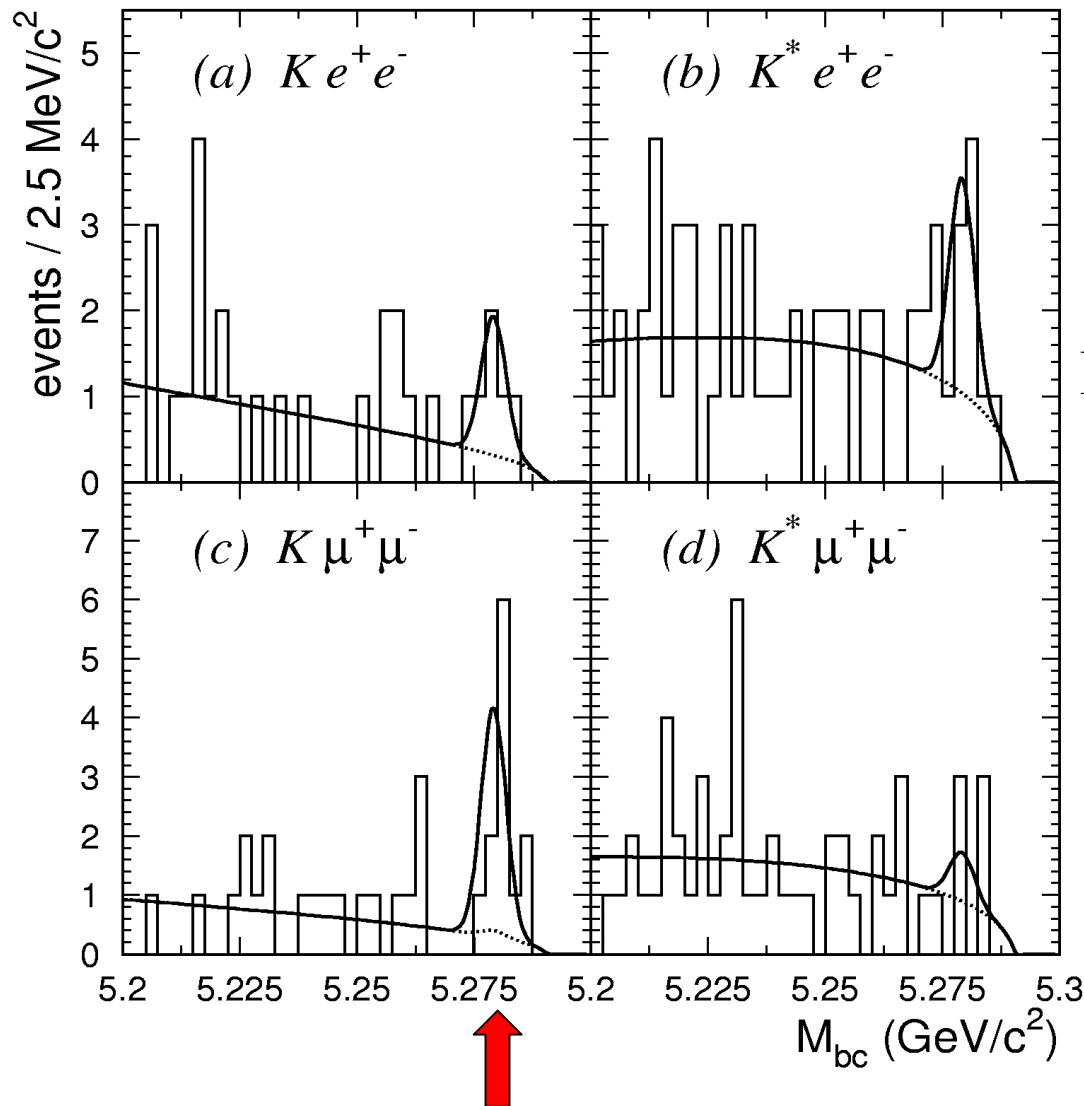 events / 2.5 MeV/c²
5
4
3
2
1
0
(a) K e⁺e⁻
(b) K* e⁺e⁻
7
6
5
4
3
2
1
0
(c) K μ⁺μ⁻
(d) K* μ⁺μ⁻
5.2 5.225 5.25 5.275 5.2 5.225 5.25 5.275 5.3
M_bc (GeV/c²)